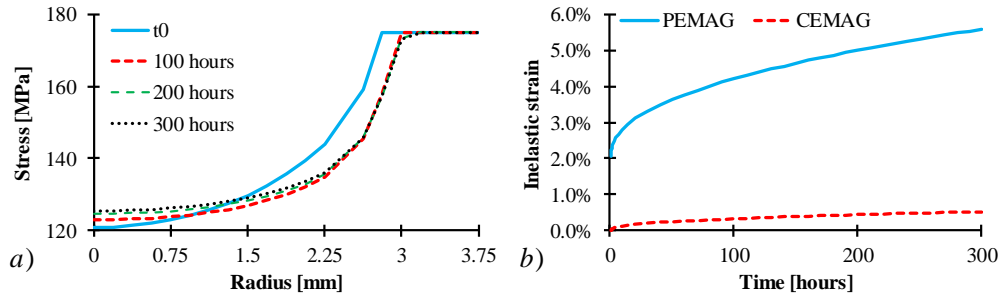 180
160
140
120
Stress [MPa]
t0
100 hours
200 hours
300 hours
0
0.75
1.5
2.25
3
3.75
Radius [mm]
a)
6.0%
5.0%
4.0%
3.0%
2.0%
1.0%
0.0%
Inelastic strain
PEMAG
CEMAG
0
100
200
300
Time [hours]
b)